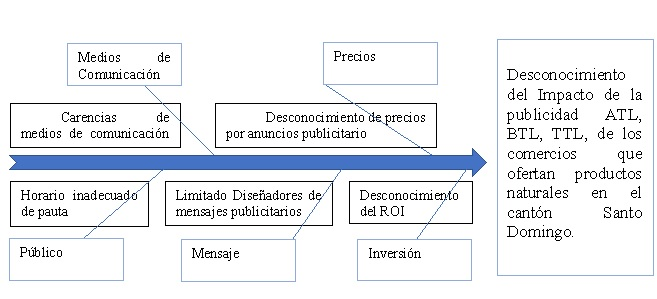 Medios de
Comunicación
Precios
Carencias de
medios de comunicación
Desconocimiento de precios
por anuncios publicitario
Horario inadecuado
de pauta
Limitado Diseñadores de
mensajes publicitarios
Desconocimiento
del ROI
Público
Mensaje
Inversión
Desconocimiento
del Impacto de la
publicidad ATL,
BTL, TTL, de los
comercios que
ofertan productos
naturales en el
cantón Santo
Domingo.